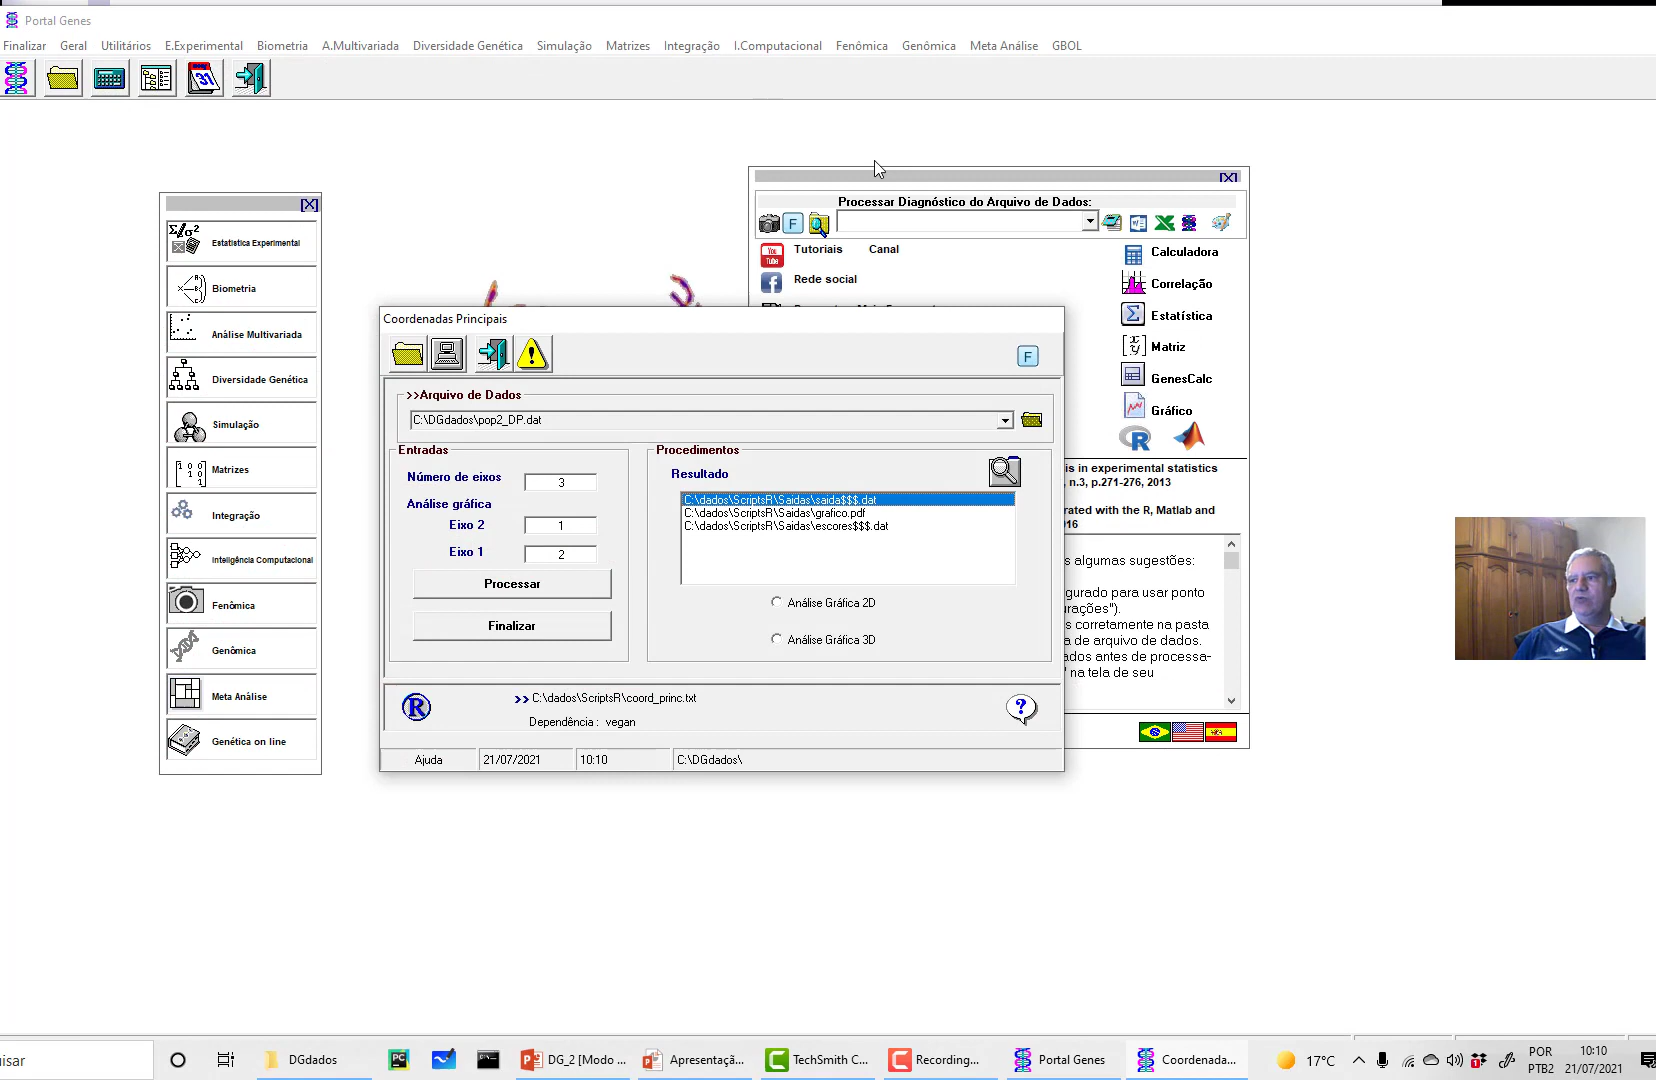 Portal Genes
Finalizar Geral Utilitários E.Experimental Biometria A.Multivariada Diversidade Genética Simulação Matrizes Integração I.Computacional Fenômica Genômica Meta Análise GBOL
31
[X]
Estatística Experimental
Biometria
Análise Multivariada
Diversidade Genética
Simulação
Matrizes
Integração
Inteligência Computacional
Fenômica
Genômica
Meta Análise
Genética on line
[X]
Processar Diagnóstico do Arquivo de Dados:
F
You Tube
Tutoriais Canal
Rede social
Calculadora
Correlação
Estatística
Matriz
GenesCalc
Gráfico
is in experimental statistics
, n.3, p.271-276, 2013
rated with the R, Matlab and
016
s algumas sugestões:
gurado para usar ponto
urações").
s corretamente na pasta
a de arquivo de dados.
ados antes de processa-
" na tela de seu
Coordenadas Principais
F
>>Arquivo de Dados
C:\DGdados\pop2_DP.dat
Entradas
Número de eixos 3
Análise gráfica
Eixo 2 1
Eixo 1 2
Processar
Finalizar
Procedimentos
Resultado
C:\dados\ScriptsR\Saidas\saida$$$.dat
C:\dados\ScriptsR\Saidas\grafico.pdf
C:\dados\ScriptsR\Saidas\escores$$$.dat
Análise Gráfica 2D
Análise Gráfica 3D
R
>> C:\dados\ScriptsR\coord_princ.txt
Dependência : vegan
?
Ajuda 21/07/2021 10:10 C:\DGdados\
uisar
DGdados
PC
DG_2 [Modo ...
Apresentação...
TechSmith C...
Recording...
Portal Genes
Coordenada...
17°C
POR
PTB2
10:10
21/07/2021